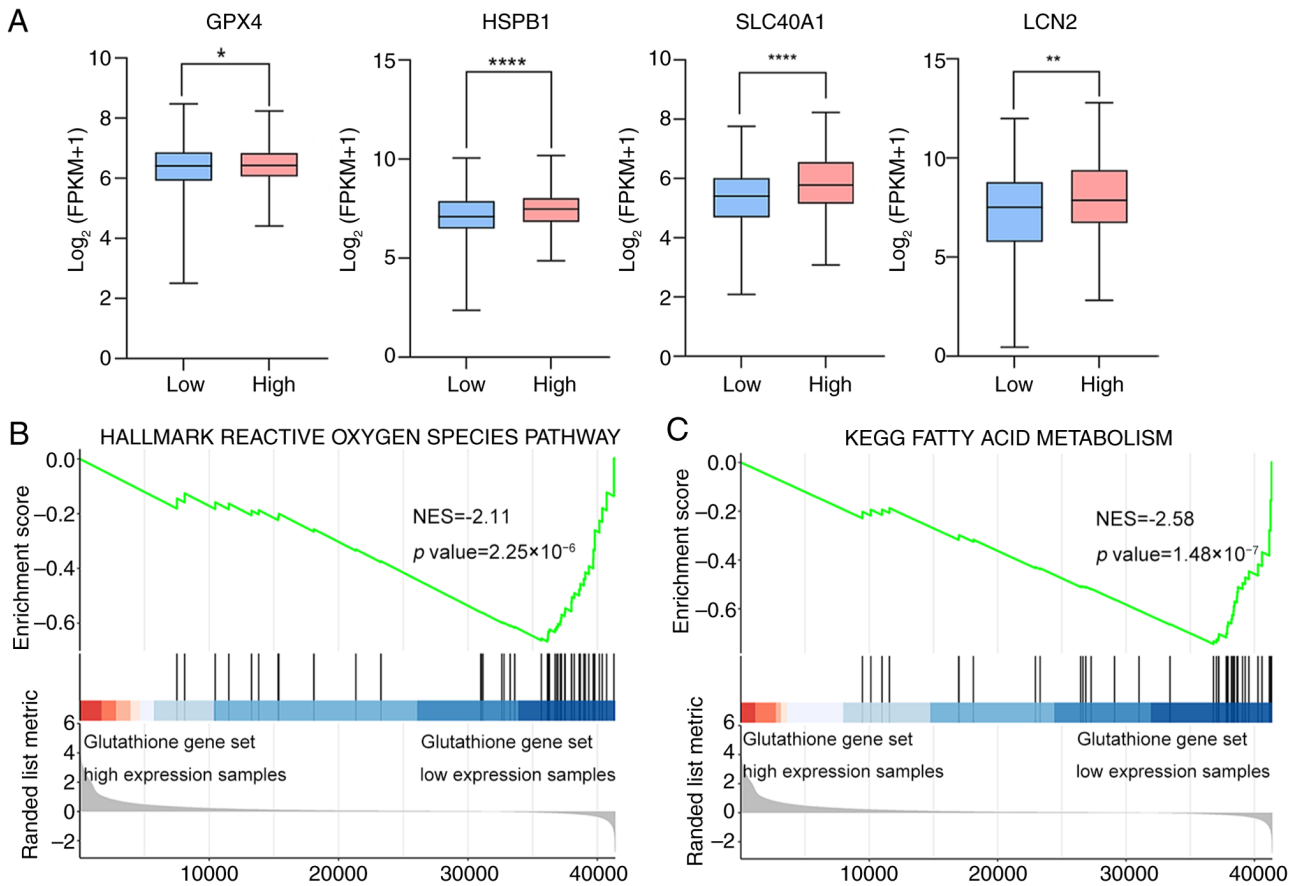 A
GPX4
HSPB1
SLC40A1
LCN2
*
****
****
**
Log2 (FPKM+1)
10
8
6
4
2
0
Low
High
Log2 (FPKM+1)
15
10
5
0
Low
High
Log2 (FPKM+1)
10
8
6
4
2
0
Low
High
Log2 (FPKM+1)
15
10
5
0
Low
High
B
HALLMARK REACTIVE OXYGEN SPECIES PATHWAY
Enrichment score
0.0
−0.2
−0.4
−0.6
NES=-2.11
p value=2.25×10−6
Randed list metric
6
4
2
0
−2
Glutathione gene set
high expression samples
Glutathione gene set
low expression samples
10000
20000
30000
40000
C
KEGG FATTY ACID METABOLISM
Enrichment score
0.0
−0.2
−0.4
−0.6
NES=-2.58
p value=1.48×10−7
Randed list metric
6
4
2
0
−2
Glutathione gene set
high expression samples
Glutathione gene set
low expression samples
10000
20000
30000
40000